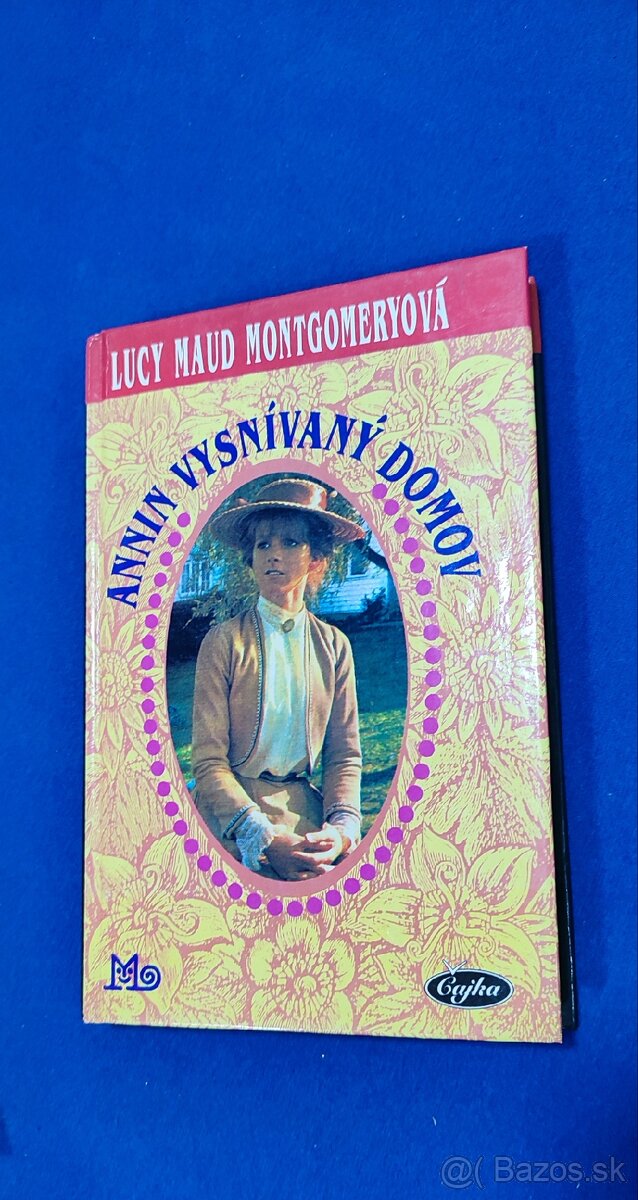 LUCY MAUD MONTGOMERYOVÁ
ANNIN VYSNÍVANÝ DOMOV
M
Čajka
@( Bazos.sk